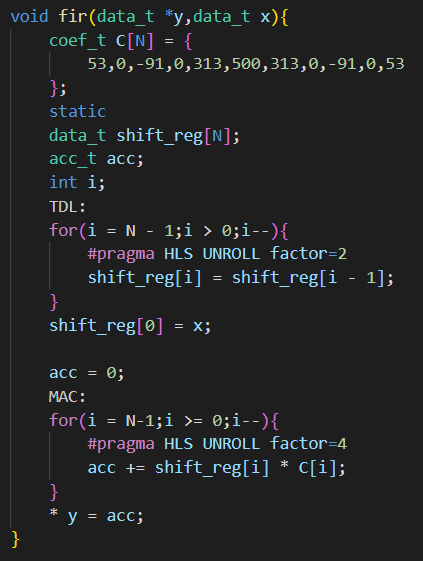 void fir(data_t *y,data_t x){
    coef_t C[N] = {
        53,0,-91,0,313,500,313,0,-91,0,53
    };
    static
    data_t shift_reg[N];
    acc_t acc;
    int i;
    TDL:
    for(i = N - 1;i > 0;i--){
        #pragma HLS UNROLL factor=2
        shift_reg[i] = shift_reg[i - 1];
    }
    shift_reg[0] = x;

    acc = 0;
    MAC:
    for(i = N-1;i >= 0;i--){
        #pragma HLS UNROLL factor=4
        acc += shift_reg[i] * C[i];
    }
    * y = acc;
}